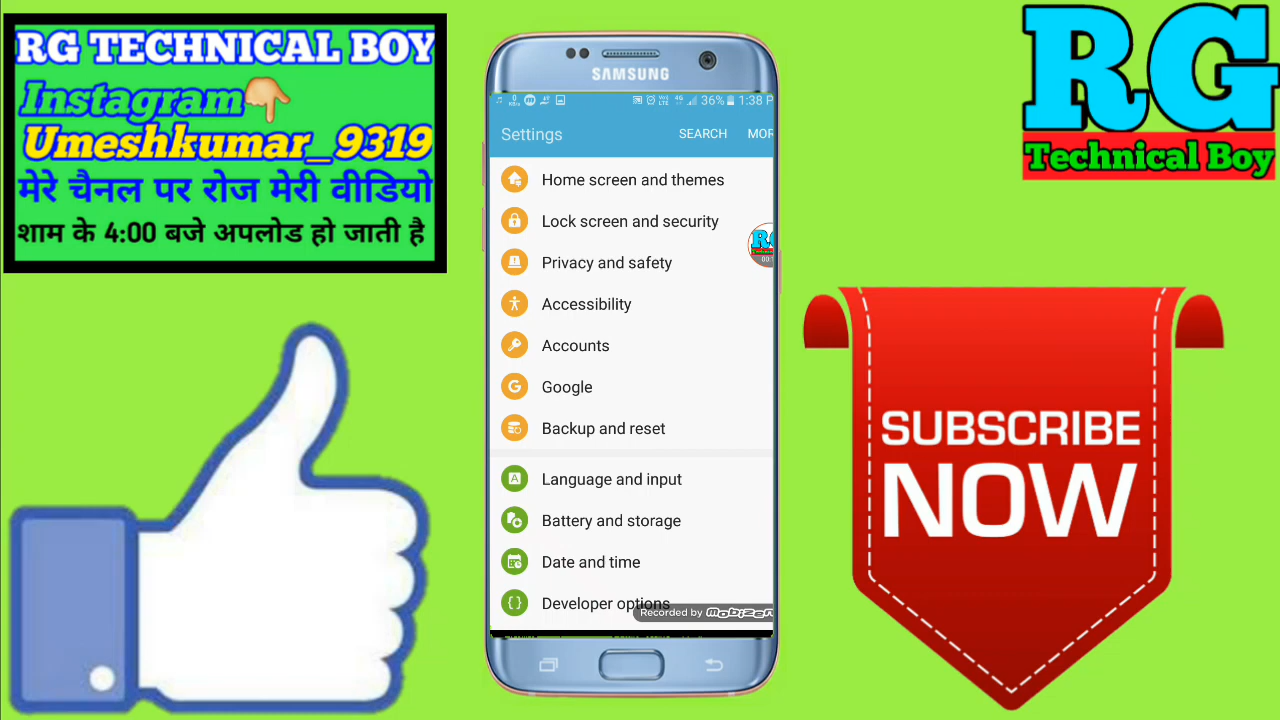 RG TECHNICAL BOY
Instagram
Umeshkumar_9319
मेरे चैनल पर रोज मेरी वीडियो
शाम के 4:00 बजे अपलोड हो जाती है
SAMSUNG
36% 1:38 P
Settings SEARCH MOR
Home screen and themes
Lock screen and security
Privacy and safety
Accessibility
Accounts
Google
Backup and reset
Language and input
Battery and storage
Date and time
Developer options
Recorded by mobizen
RG
Technical Boy
SUBSCRIBE
NOW